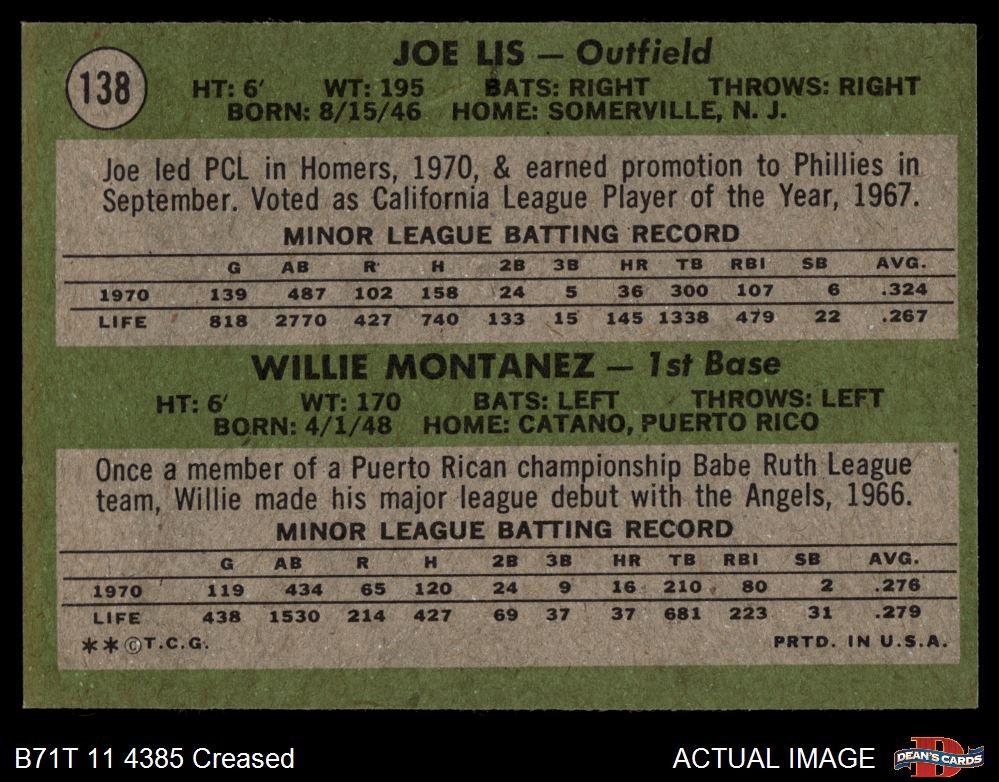 138
JOE LIS — Outfield
HT: 6' WT: 195 BATS: RIGHT THROWS: RIGHT
BORN: 8/15/46 HOME: SOMERVILLE, N. J.
Joe led PCL in Homers, 1970, & earned promotion to Phillies in
September. Voted as California League Player of the Year, 1967.
MINOR LEAGUE BATTING RECORD
G AB R H 2B 3B HR TB RBI SB AVG.
1970 139 487 102 158 24 5 36 300 107 6 .324
LIFE 818 2770 427 740 133 15 145 1338 479 22 .267
WILLIE MONTANEZ — 1st Base
HT: 6' WT: 170 BATS: LEFT THROWS: LEFT
BORN: 4/1/48 HOME: CATANO, PUERTO RICO
Once a member of a Puerto Rican championship Babe Ruth League
team, Willie made his major league debut with the Angels, 1966.
MINOR LEAGUE BATTING RECORD
G AB R H 2B 3B HR TB RBI SB AVG.
1970 119 434 65 120 24 9 16 210 80 2 .276
LIFE 438 1530 214 427 69 37 37 681 223 31 .279
**©T.C.G. PRTD. IN U.S.A.
B71T 11 4385 Creased ACTUAL IMAGE D DEAN'S CARDS